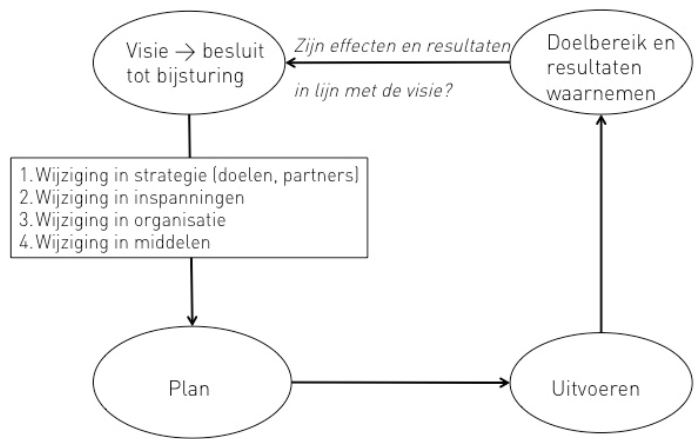 Visie → besluit
tot bijsturing
Zijn effecten en resultaten
in lijn met de visie?
Doelbereik en
resultaten
waarnemen
1. Wijziging in strategie (doelen, partners)
2. Wijziging in inspanningen
3. Wijziging in organisatie
4. Wijziging in middelen
Plan
Uitvoeren